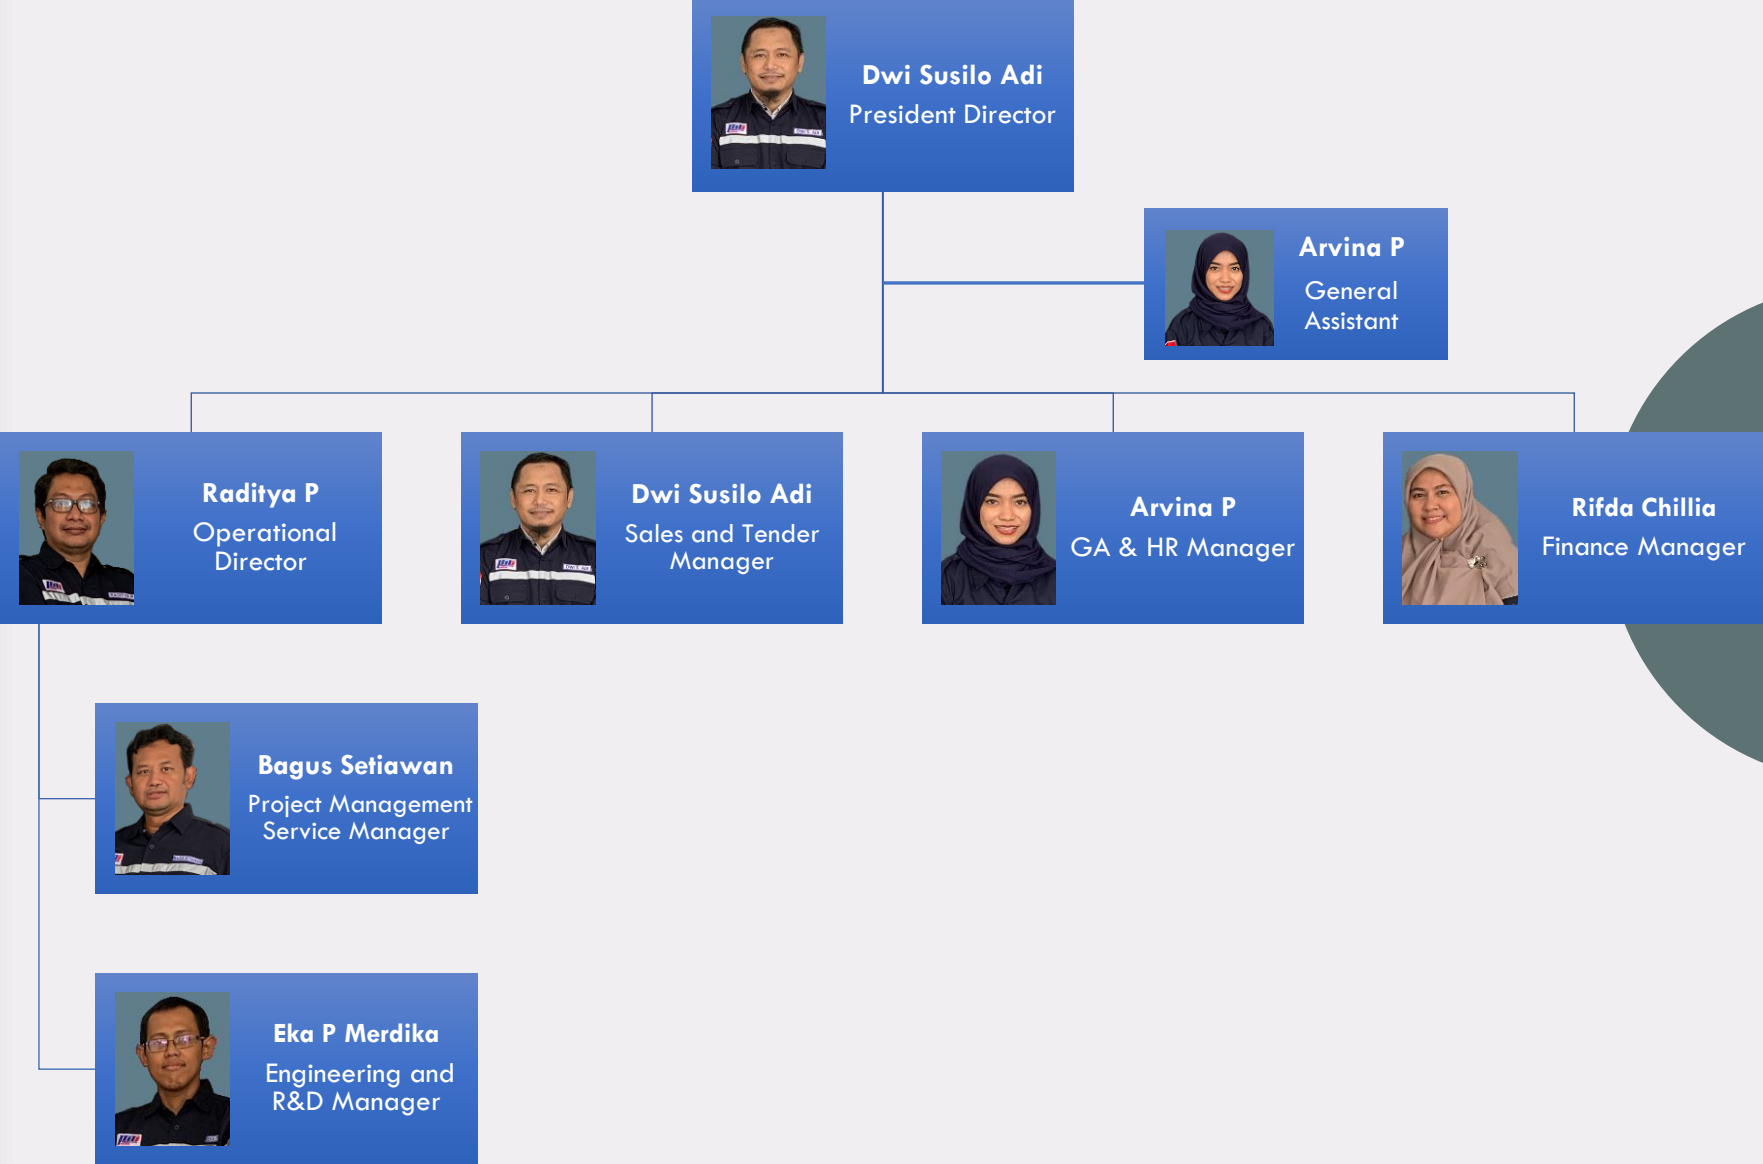 Dwi Susilo Adi
President Director
Arvina P
General
Assistant
Raditya P
Operational
Director
Dwi Susilo Adi
Sales and Tender
Manager
Arvina P
GA & HR Manager
Rifda Chillia
Finance Manager
Bagus Setiawan
Project Management
Service Manager
Eka P Merdika
Engineering and
R&D Manager